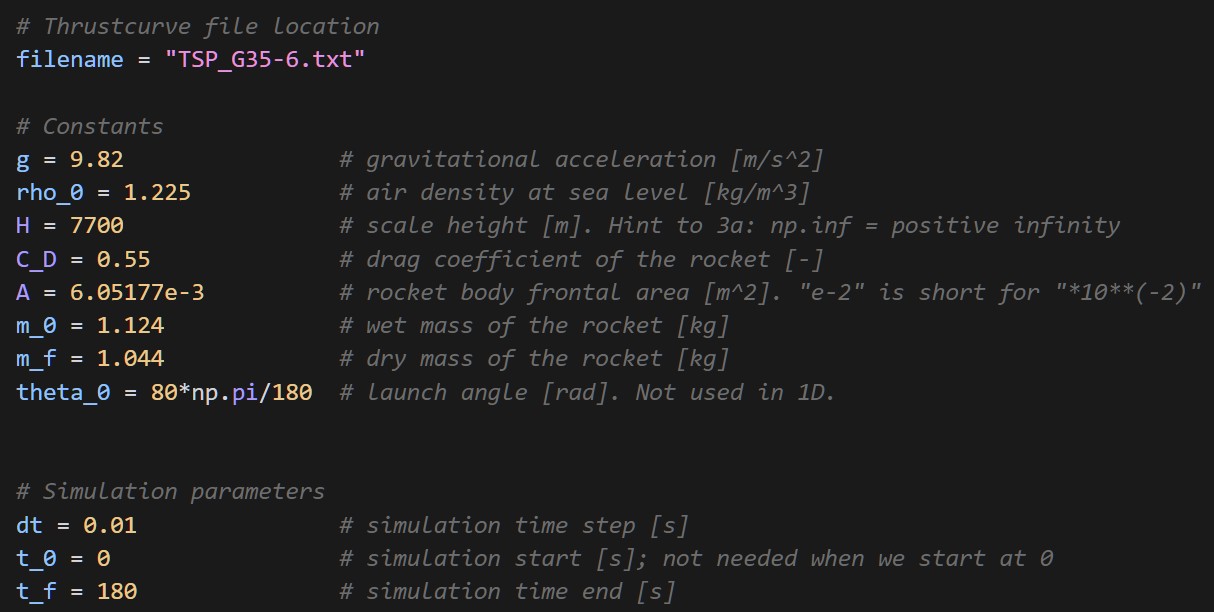 # Thrustcurve file location
filename = "TSP_G35-6.txt"
# Constants
g = 9.82 # gravitational acceleration [m/s^2]
rho_0 = 1.225 # air density at sea level [kg/m^3]
H = 7700 # scale height [m]. Hint to 3a: np.inf = positive infinity
C_D = 0.55 # drag coefficient of the rocket [-]
A = 6.05177e-3 # rocket body frontal area [m^2]. "e-2" is short for "*10**(-2)"
m_0 = 1.124 # wet mass of the rocket [kg]
m_f = 1.044 # dry mass of the rocket [kg]
theta_0 = 80*np.pi/180 # launch angle [rad]. Not used in 1D.
# Simulation parameters
dt = 0.01 # simulation time step [s]
t_0 = 0 # simulation start [s]; not needed when we start at 0
t_f = 180 # simulation time end [s]